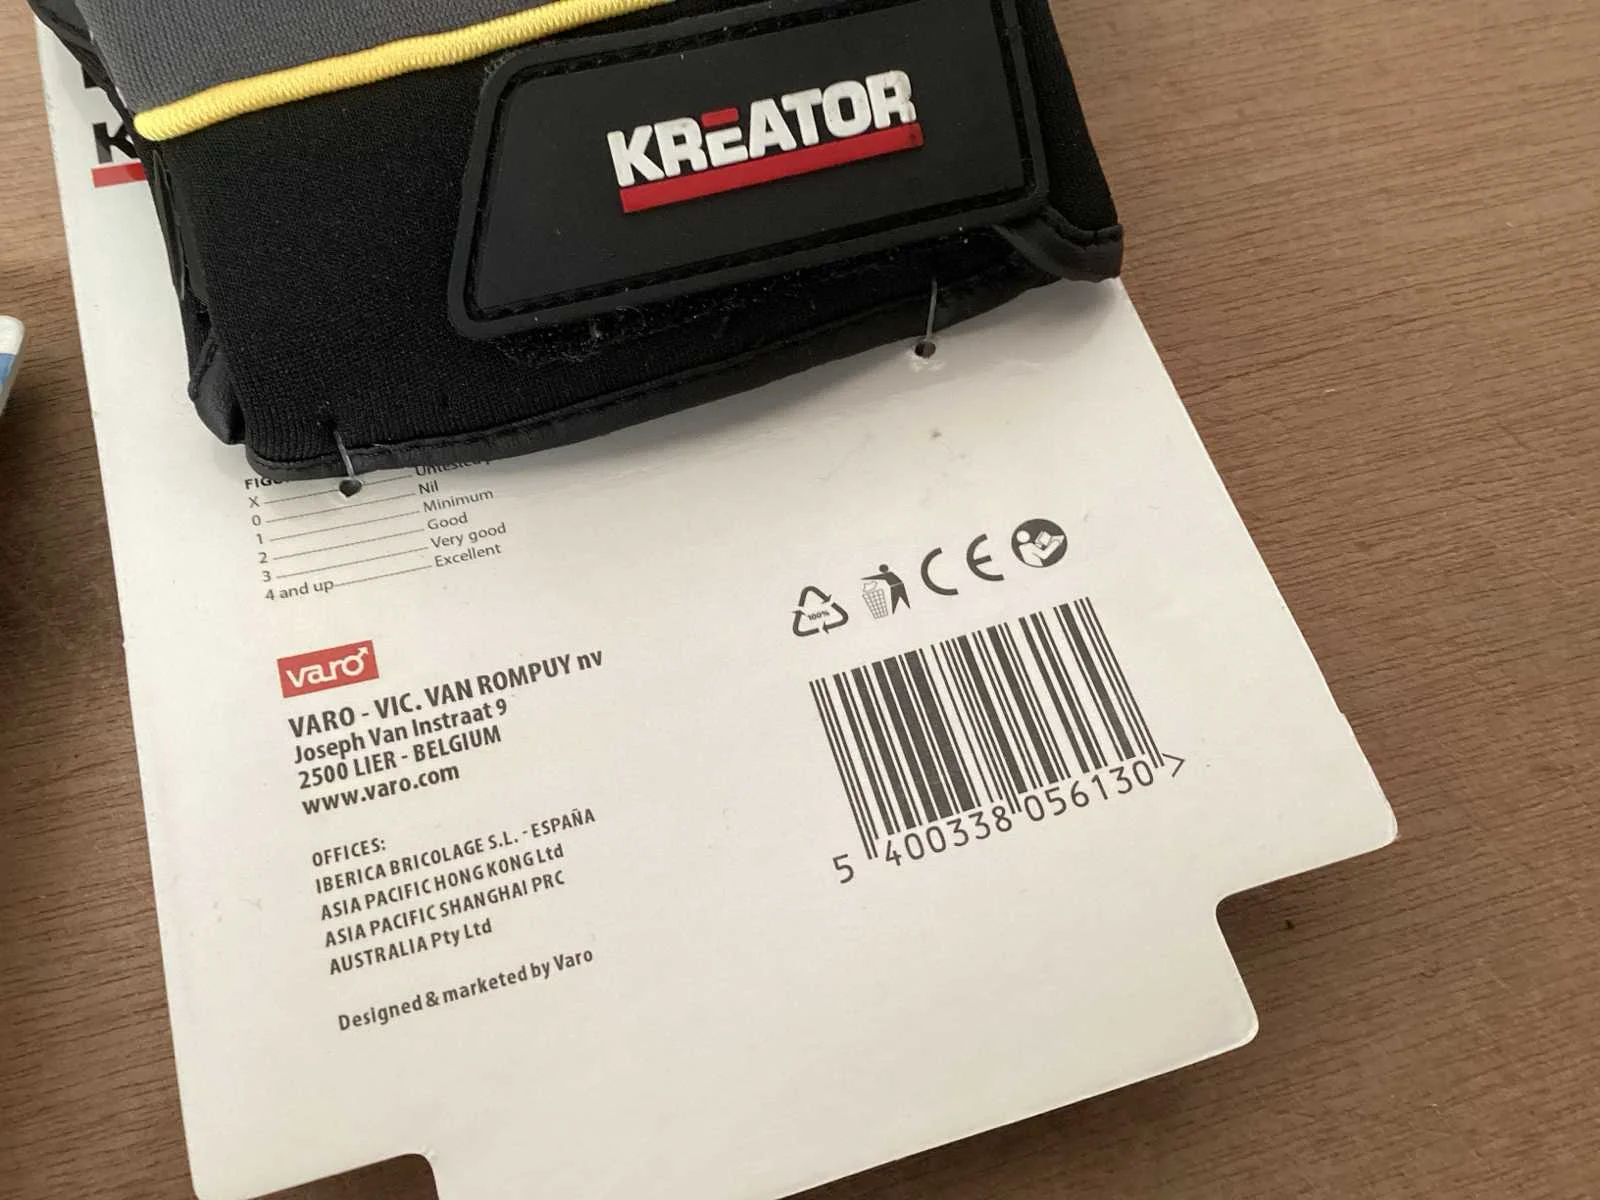 KREATOR
K
Nil
X
Minimum
0
Good
1
Very good
2
Excellent
3
4 and up
varo
VARO - VIC. VAN ROMPUY nv
Joseph Van Instraat 9
2500 LIER - BELGIUM
www.varo.com
OFFICES:
IBERICA BRICOLAGE S.L. - ESPAÑA
ASIA PACIFIC HONG KONG Ltd
ASIA PACIFIC SHANGHAI PRC
AUSTRALIA Pty Ltd
Designed & marketed by Varo
100%
CE
5 400338 056130 >